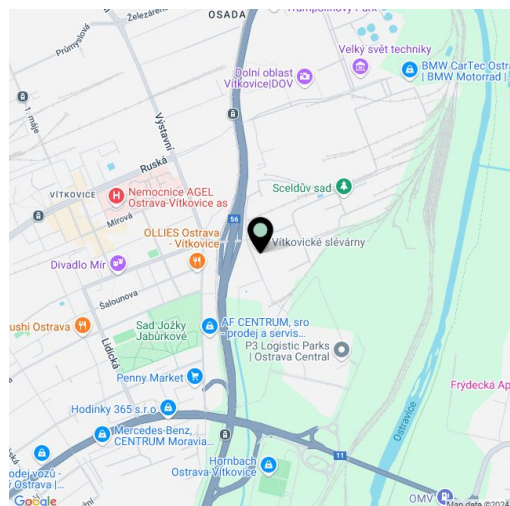 OSADA
Trampolínový Park
Železárenská
Průmyslová
Velký svět techniky
BMW CarTec Ostra
| BMW Motorrad |
Dolní oblast
Vítkovice|DOV
1. máje
Výstavní
Ruská
Sceldův sad
VÍTKOVICE
Nemocnice AGEL
Ostrava-Vítkovice as
Mírová
56
OLLIES Ostrava
- Vítkovice
Vítkovické slévárny
Divadlo Mír
Šalounova
ushi Ostrava
Sad Jožky
Jabůrkové
AF CENTRUM, sro
- prodej a servis...
P3 Logistic Parks
| Ostrava Central
Lidická
Penny Market
Frýdecká Ap
Hodinky 365 s.r.o
Ostravice
Mercedes-Benz,
CENTRUM Moravia...
Hornbach
Ostrava-Vítkovice
11
odej vozů -
ý Ostrava |...
OMV
Google
Map data ©2024